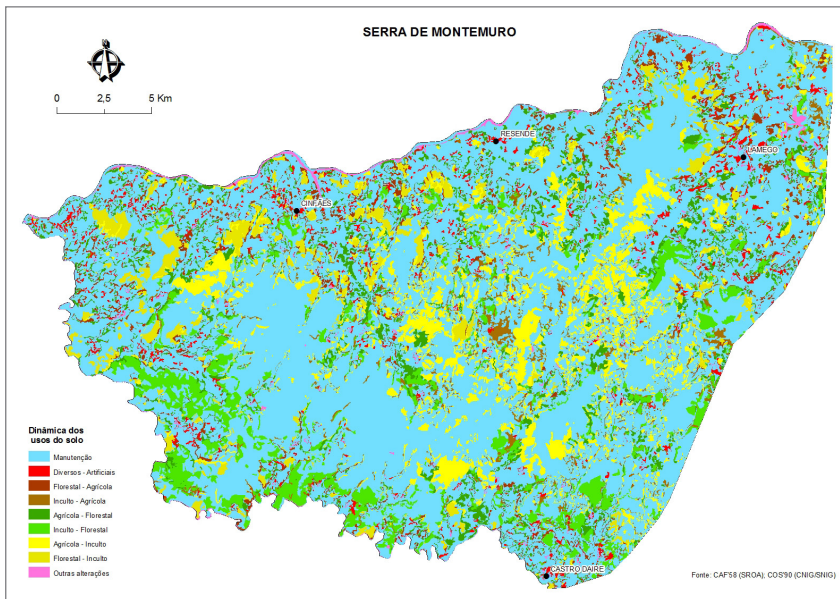 SERRA DE MONTEMURO
0 2,5 5 Km
RESENDE
LAMEGO
CINFÃES
CASTRO DAIRE
Dinâmica dos
usos do solo
Manutenção
Diversos - Artificiais
Florestal - Agrícola
Inculto - Agrícola
Agrícola - Florestal
Inculto - Florestal
Agrícola - Inculto
Florestal - Inculto
Outras alterações
Fonte: CAF'58 (SROA); COS'90 (CNIG/SNIG)